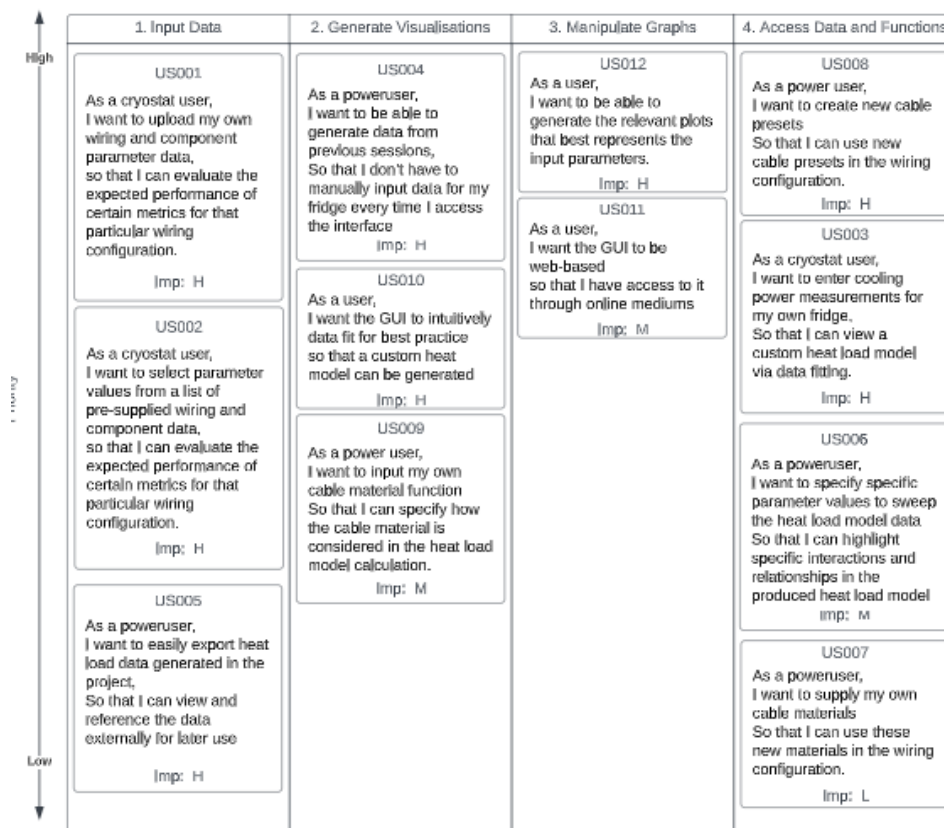 High
1. Input Data
US001
As a cryostat user,
I want to upload my own
wiring and component
parameter data,
so that I can evaluate the
expected performance of
certain metrics for that
particular wiring
configuration.
Imp: H
US002
As a cryostat user,
I want to select parameter
values from a list of
pre-supplied wiring and
component data,
so that I can evaluate the
expected performance of
certain metrics for that
particular wiring
configuration.
Imp: H
US005
As a poweruser,
I want to easily export heat
load data generated in the
project,
So that I can view and
reference the data
externally for later use
Imp: H
2. Generate Visualisations
US004
As a poweruser,
I want to be able to
generate data from
previous sessions,
So that I don't have to
manually input data for my
fridge every time I access
the interface
Imp: H
US010
As a user,
I want the GUI to intuitively
data fit for best practice
so that a custom heat
model can be generated
Imp: H
US009
As a power user,
I want to input my own
cable material function
So that I can specify how
the cable material is
considered in the heat load
model calculation.
Imp: M
3. Manipulate Graphs
US012
As a user,
I want to be able to
generate the relevant plots
that best represents the
input parameters.
Imp: H
US011
As a user,
I want the GUI to be
web-based
so that I have access to it
through online mediums
Imp: M
4. Access Data and Functions
US008
As a power user,
I want to create new cable
presets
So that I can use new
cable presets in the wiring
configuration.
Imp: H
US003
As a cryostat user,
I want to enter cooling
power measurements for
my own fridge,
So that I can view a
custom heat load model
via data fitting.
Imp: H
US006
As a poweruser,
I want to specify specific
parameter values to sweep
the heat load model data
So that I can highlight
specific interactions and
relationships in the
produced heat load model
Imp: M
US007
As a poweruser,
I want to supply my own
cable materials
So that I can use these
new materials in the wiring
configuration.
Imp: L
Low